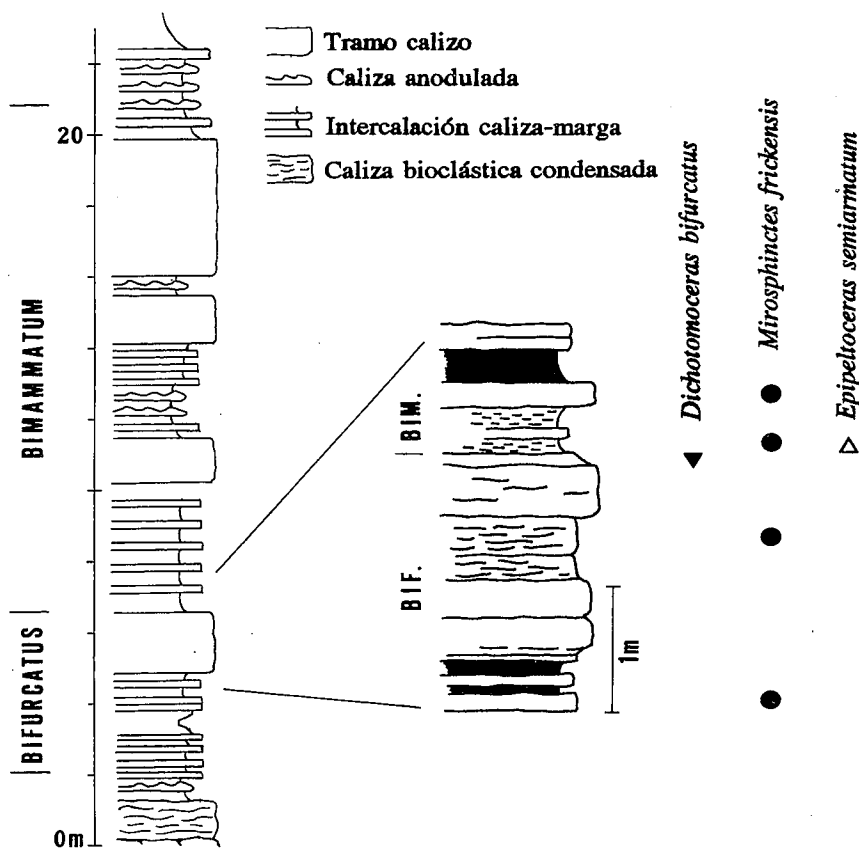 Tramo calizo
Caliza anodulada
Intercalación caliza-marga
Caliza bioclástica condensada
20
BIMAMMATUM
BIFURCATUS
0m
BIM.
BIF.
1m
Dichotomoceras bifurcatus
Mirosphinctes frickensis
Epipeltoceras semiarmatum